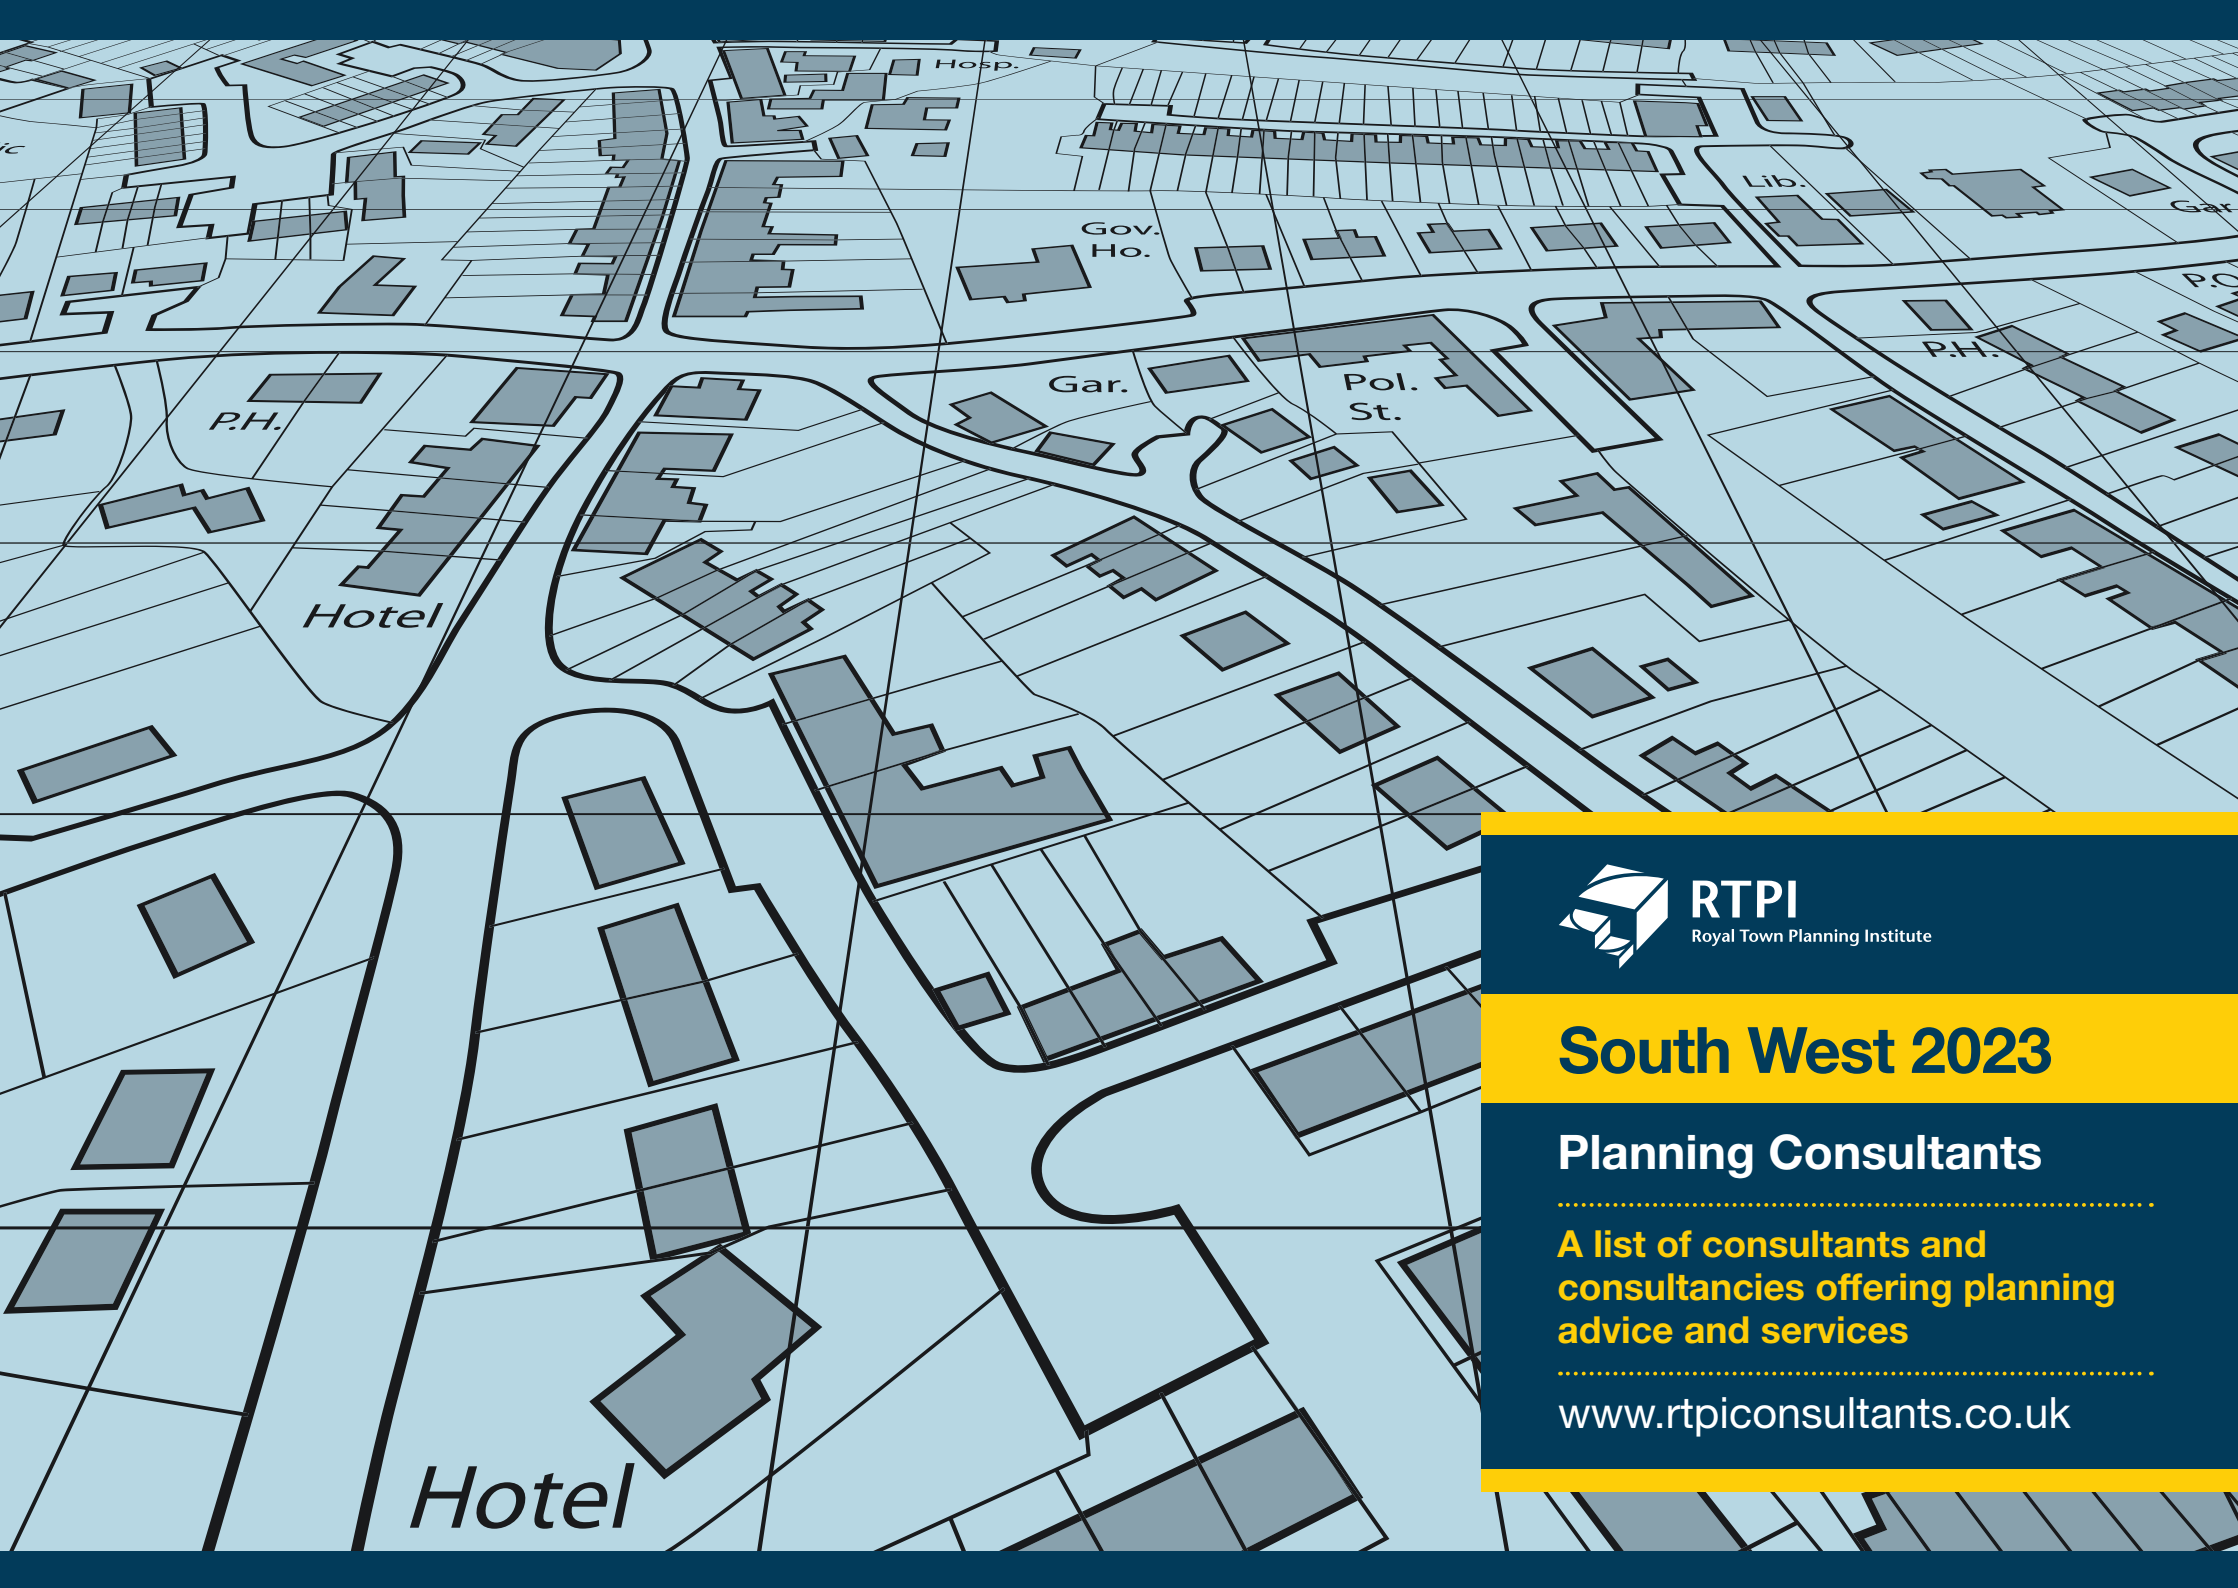 Hosp.
Lib.
Gar
Gov.
Ho.
P.H.
Gar.
Pol.
St.
P.H.
Hotel
RTPI
Royal Town Planning Institute
South West 2023
Planning Consultants
A list of consultants and
consultancies offering planning
advice and services
www.rtpiconsultants.co.uk
Hotel